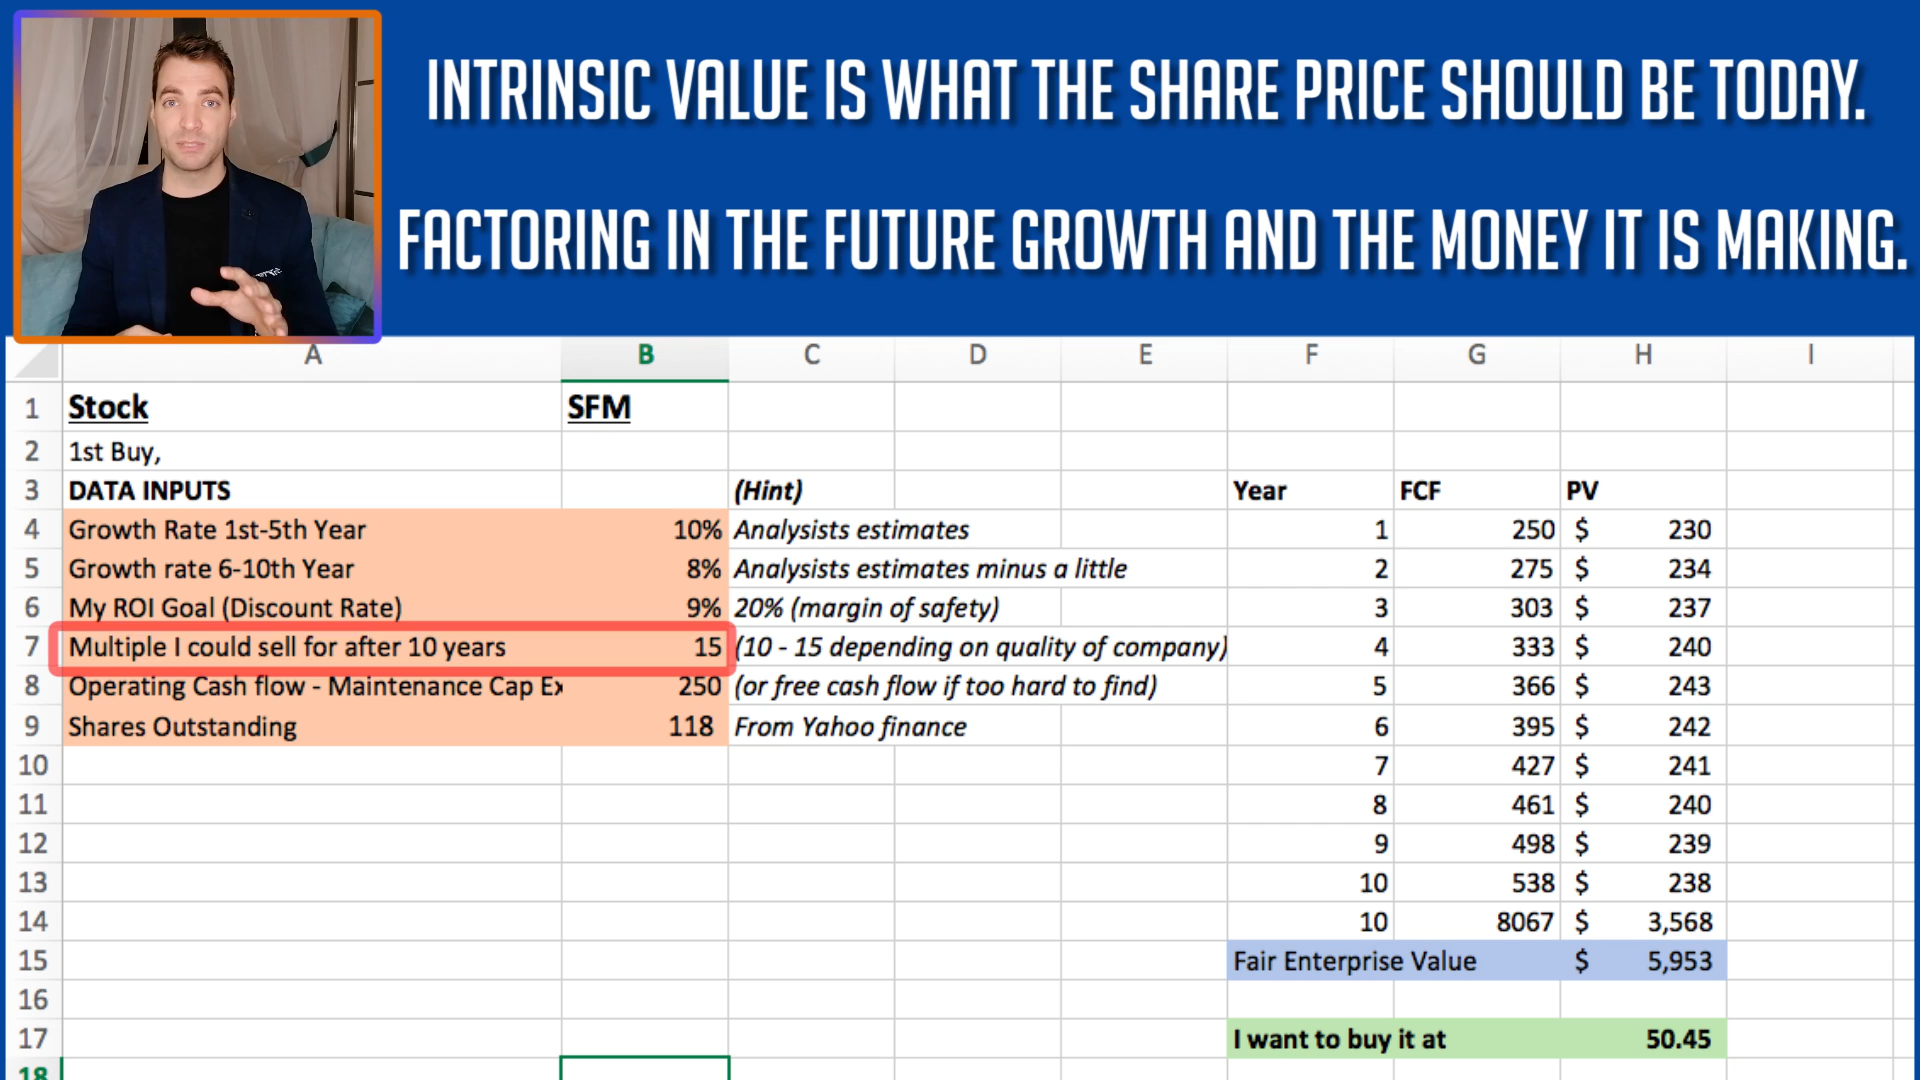 INTRINSIC VALUE IS WHAT THE SHARE PRICE SHOULD BE TODAY.
FACTORING IN THE FUTURE GROWTH AND THE MONEY IT IS MAKING.
A B C D E F G H I
1 Stock SFM
2 1st Buy,
3 DATA INPUTS (Hint) Year FCF PV
4 Growth Rate 1st-5th Year 10% Analysists estimates 1 250 $ 230
5 Growth rate 6-10th Year 8% Analysists estimates minus a little 2 275 $ 234
6 My ROI Goal (Discount Rate) 9% 20% (margin of safety) 3 303 $ 237
7 Multiple I could sell for after 10 years 15 (10 - 15 depending on quality of company) 4 333 $ 240
8 Operating Cash flow - Maintenance Cap Ex 250 (or free cash flow if too hard to find) 5 366 $ 243
9 Shares Outstanding 118 From Yahoo finance 6 395 $ 242
10 7 427 $ 241
11 8 461 $ 240
12 9 498 $ 239
13 10 538 $ 238
14 10 8067 $ 3,568
15 Fair Enterprise Value $ 5,953
16
17 I want to buy it at 50.45
18